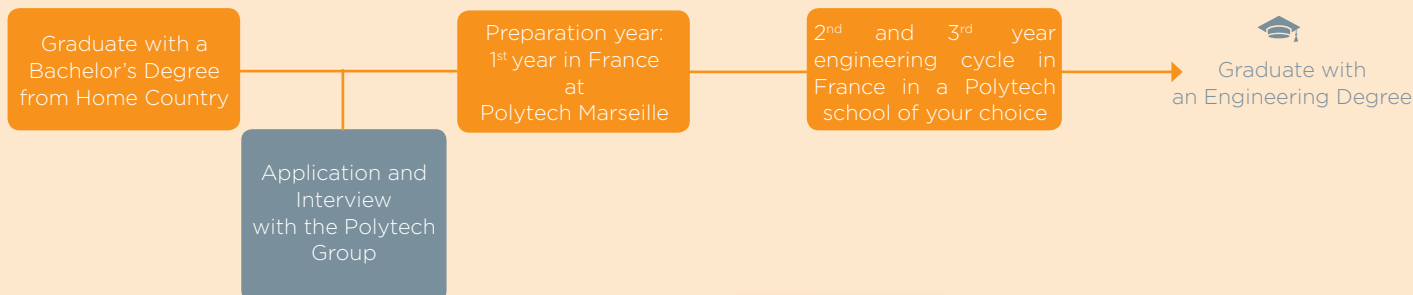 Graduate with a
Bachelor's Degree
from Home Country
Application and
Interview
with the Polytech
Group
Preparation year:
1st year in France
at
Polytech Marseille
2nd and 3rd year
engineering cycle in
France in a Polytech
school of your choice
Graduate with
an Engineering Degree